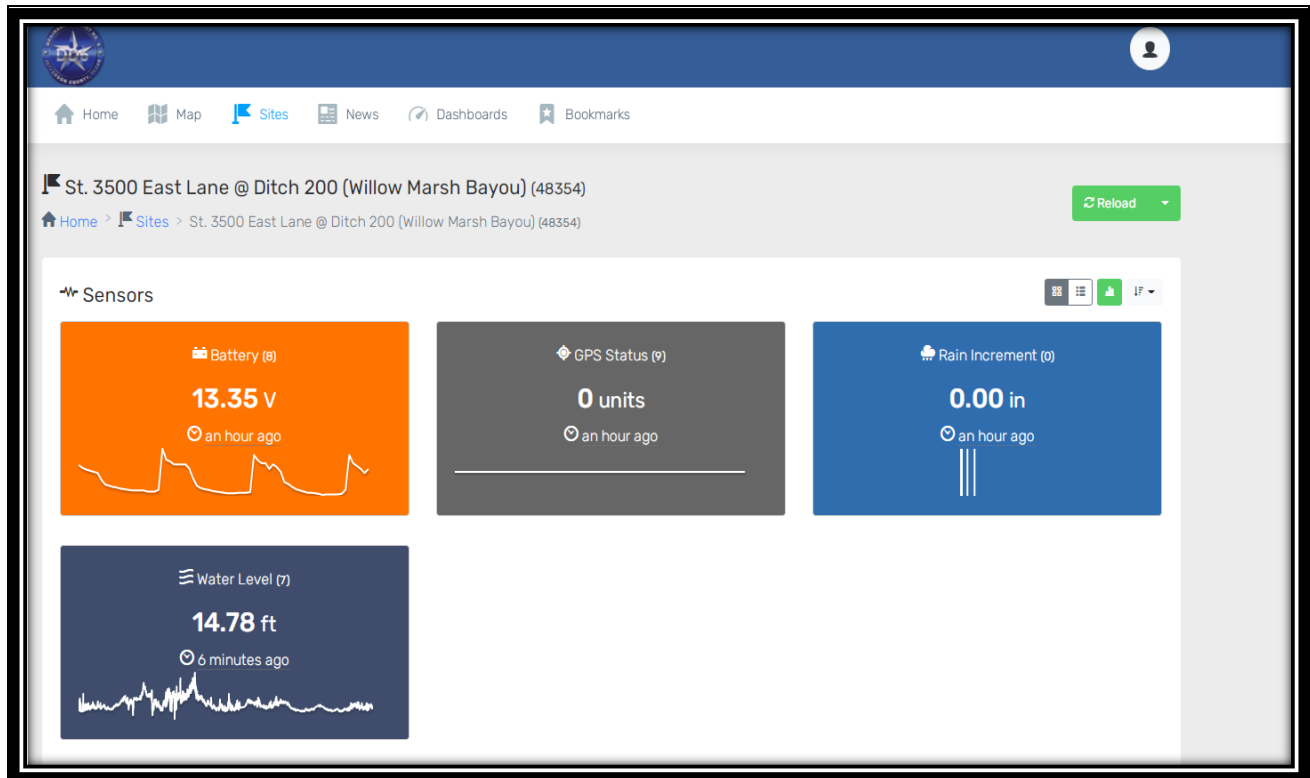 DD6
Home Map Sites News Dashboards Bookmarks
St. 3500 East Lane @ Ditch 200 (Willow Marsh Bayou) (48354)
Home > Sites > St. 3500 East Lane @ Ditch 200 (Willow Marsh Bayou) (48354)
Reload
Sensors
Battery (8)
13.35 V
an hour ago
GPS Status (9)
0 units
an hour ago
Rain Increment (0)
0.00 in
an hour ago
Water Level (7)
14.78 ft
6 minutes ago